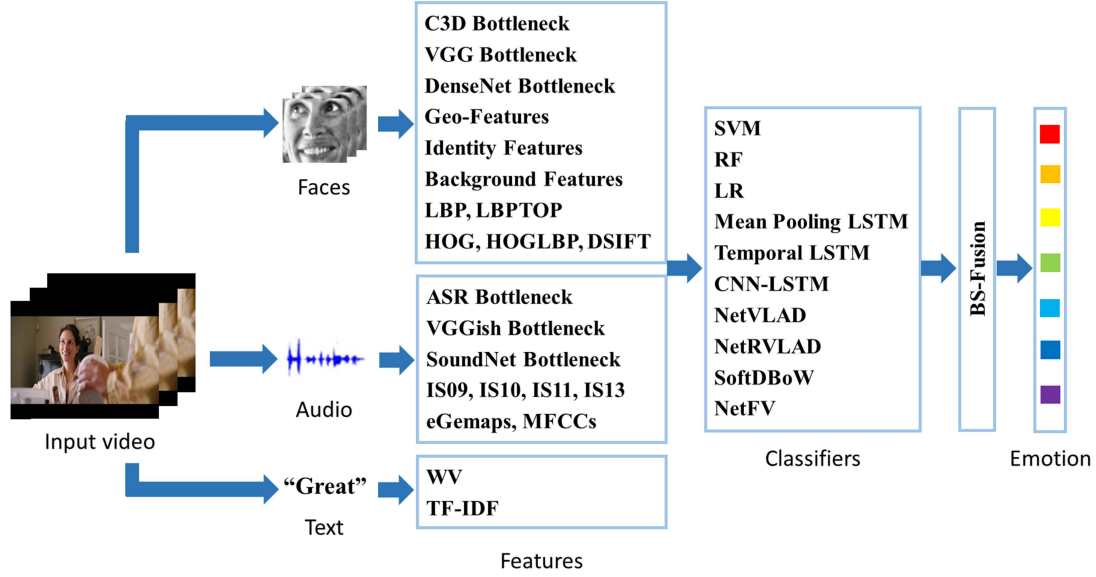 C3D Bottleneck
VGG Bottleneck
DenseNet Bottleneck
Geo-Features
Identity Features
Background Features
LBP, LBPTOP
HOG, HOGLBP, DSIFT
Faces
ASR Bottleneck
VGGish Bottleneck
SoundNet Bottleneck
IS09, IS10, IS11, IS13
eGemaps, MFCCs
Audio
Input video
“Great”
Text
WV
TF-IDF
Features
SVM
RF
LR
Mean Pooling LSTM
Temporal LSTM
CNN-LSTM
NetVLAD
NetRVLAD
SoftDBoW
NetFV
Classifiers
BS-Fusion
Emotion